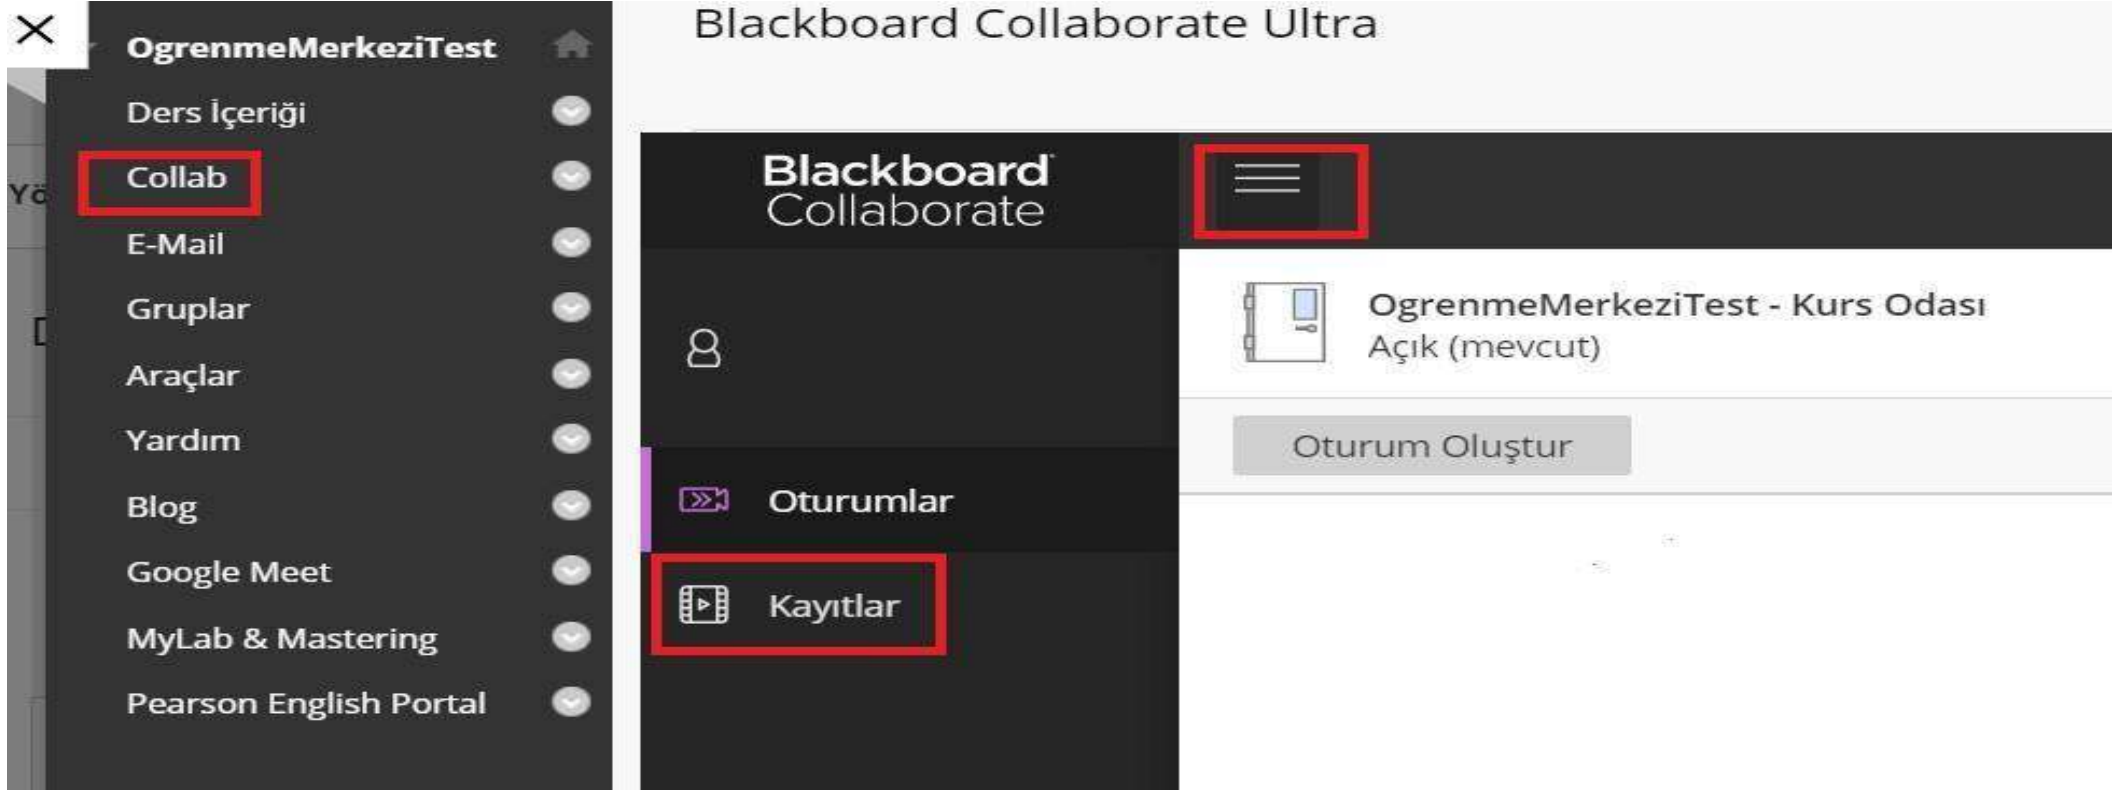 OgrenmeMerkeziTest
Ders İçeriği
Collab
E-Mail
Gruplar
Araçlar
Yardım
Blog
Google Meet
MyLab & Mastering
Pearson English Portal
Blackboard Collaborate Ultra
Blackboard
Collaborate
Oturumlar
Kayıtlar
OgrenmeMerkeziTest - Kurs Odası
Açık (mevcut)
Oturum Oluştur